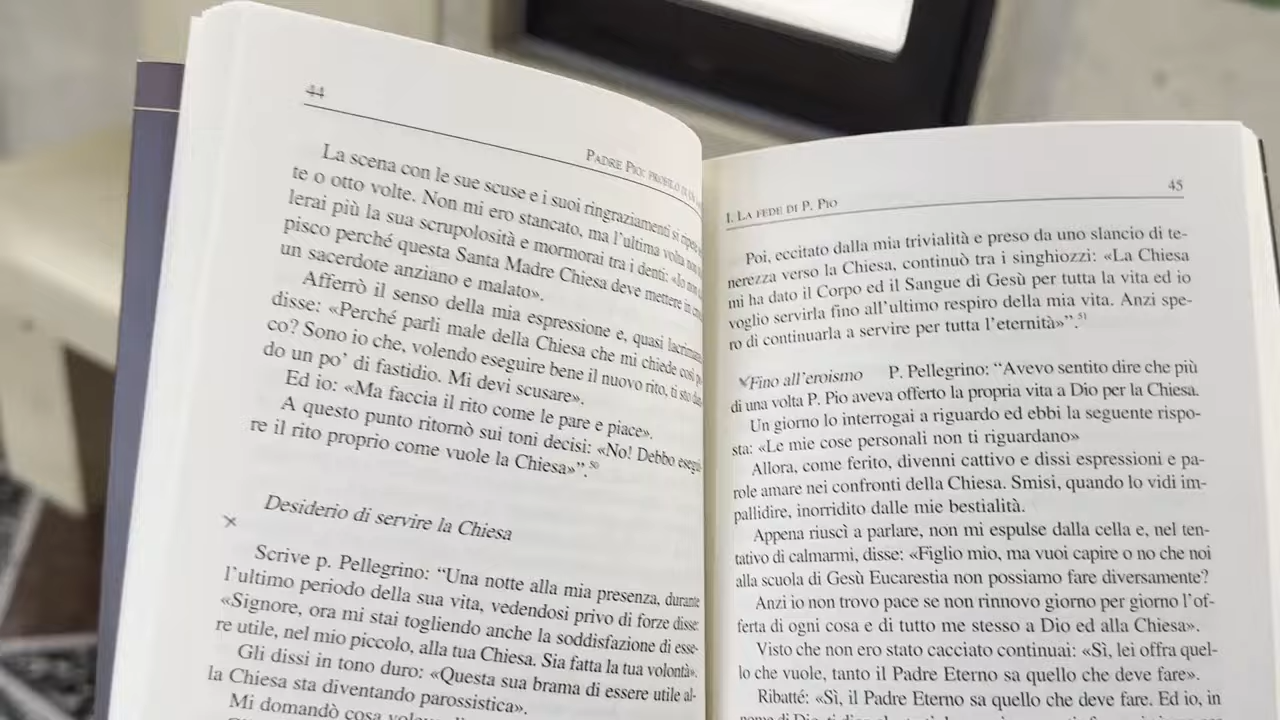 44
PADRE PIO: PROFILO DI UN
La scena con le sue scuse e i suoi ringraziamenti si ripeté
te o otto volte. Non mi ero stancato, ma l'ultima volta non
lerai più la sua scrupolosità e mormorai tra i denti: «Io non
pisco perché questa Santa Madre Chiesa deve mettere in
un sacerdote anziano e malato».
Afferrò il senso della mia espressione e, quasi lacrimando
disse: «Perché parli male della Chiesa che mi chiede così
co? Sono io che, volendo eseguire bene il nuovo rito, ti sto
do un po' di fastidio. Mi devi scusare».
Ed io: «Ma faccia il rito come le pare e piace».
A questo punto ritornò sui toni decisi: «No! Debbo esegui-
re il rito proprio come vuole la Chiesa»”.50
Desiderio di servire la Chiesa
Scrive p. Pellegrino: “Una notte alla mia presenza, durante
l'ultimo periodo della sua vita, vedendosi privo di forze disse:
«Signore, ora mi stai togliendo anche la soddisfazione di esse-
re utile, nel mio piccolo, alla tua Chiesa. Sia fatta la tua volontà».
Gli dissi in tono duro: «Questa sua brama di essere utile al-
la Chiesa sta diventando parossistica».
Mi domandò cosa
45
I. LA FEDE DI P. PIO
Poi, eccitato dalla mia trivialità e preso da uno slancio di te-
nerezza verso la Chiesa, continuò tra i singhiozzi: «La Chiesa
mi ha dato il Corpo ed il Sangue di Gesù per tutta la vita ed io
voglio servirla fino all'ultimo respiro della mia vita. Anzi spe-
ro di continuarla a servire per tutta l'eternità»”.51
Fino all'eroismo P. Pellegrino: “Avevo sentito dire che più
di una volta P. Pio aveva offerto la propria vita a Dio per la Chiesa.
Un giorno lo interrogai a riguardo ed ebbi la seguente rispo-
sta: «Le mie cose personali non ti riguardano»
Allora, come ferito, divenni cattivo e dissi espressioni e pa-
role amare nei confronti della Chiesa. Smisi, quando lo vidi im-
pallidire, inorridito dalle mie bestialità.
Appena riuscì a parlare, non mi espulse dalla cella e, nel ten-
tativo di calmarmi, disse: «Figlio mio, ma vuoi capire o no che noi
alla scuola di Gesù Eucarestia non possiamo fare diversamente?
Anzi io non trovo pace se non rinnovo giorno per giorno l'of-
ferta di ogni cosa e di tutto me stesso a Dio ed alla Chiesa».
Visto che non ero stato cacciato continuai: «Sì, lei offra quel-
lo che vuole, tanto il Padre Eterno sa quello che deve fare».
Ribatté: «Sì, il Padre Eterno sa quello che deve fare. Ed io, in